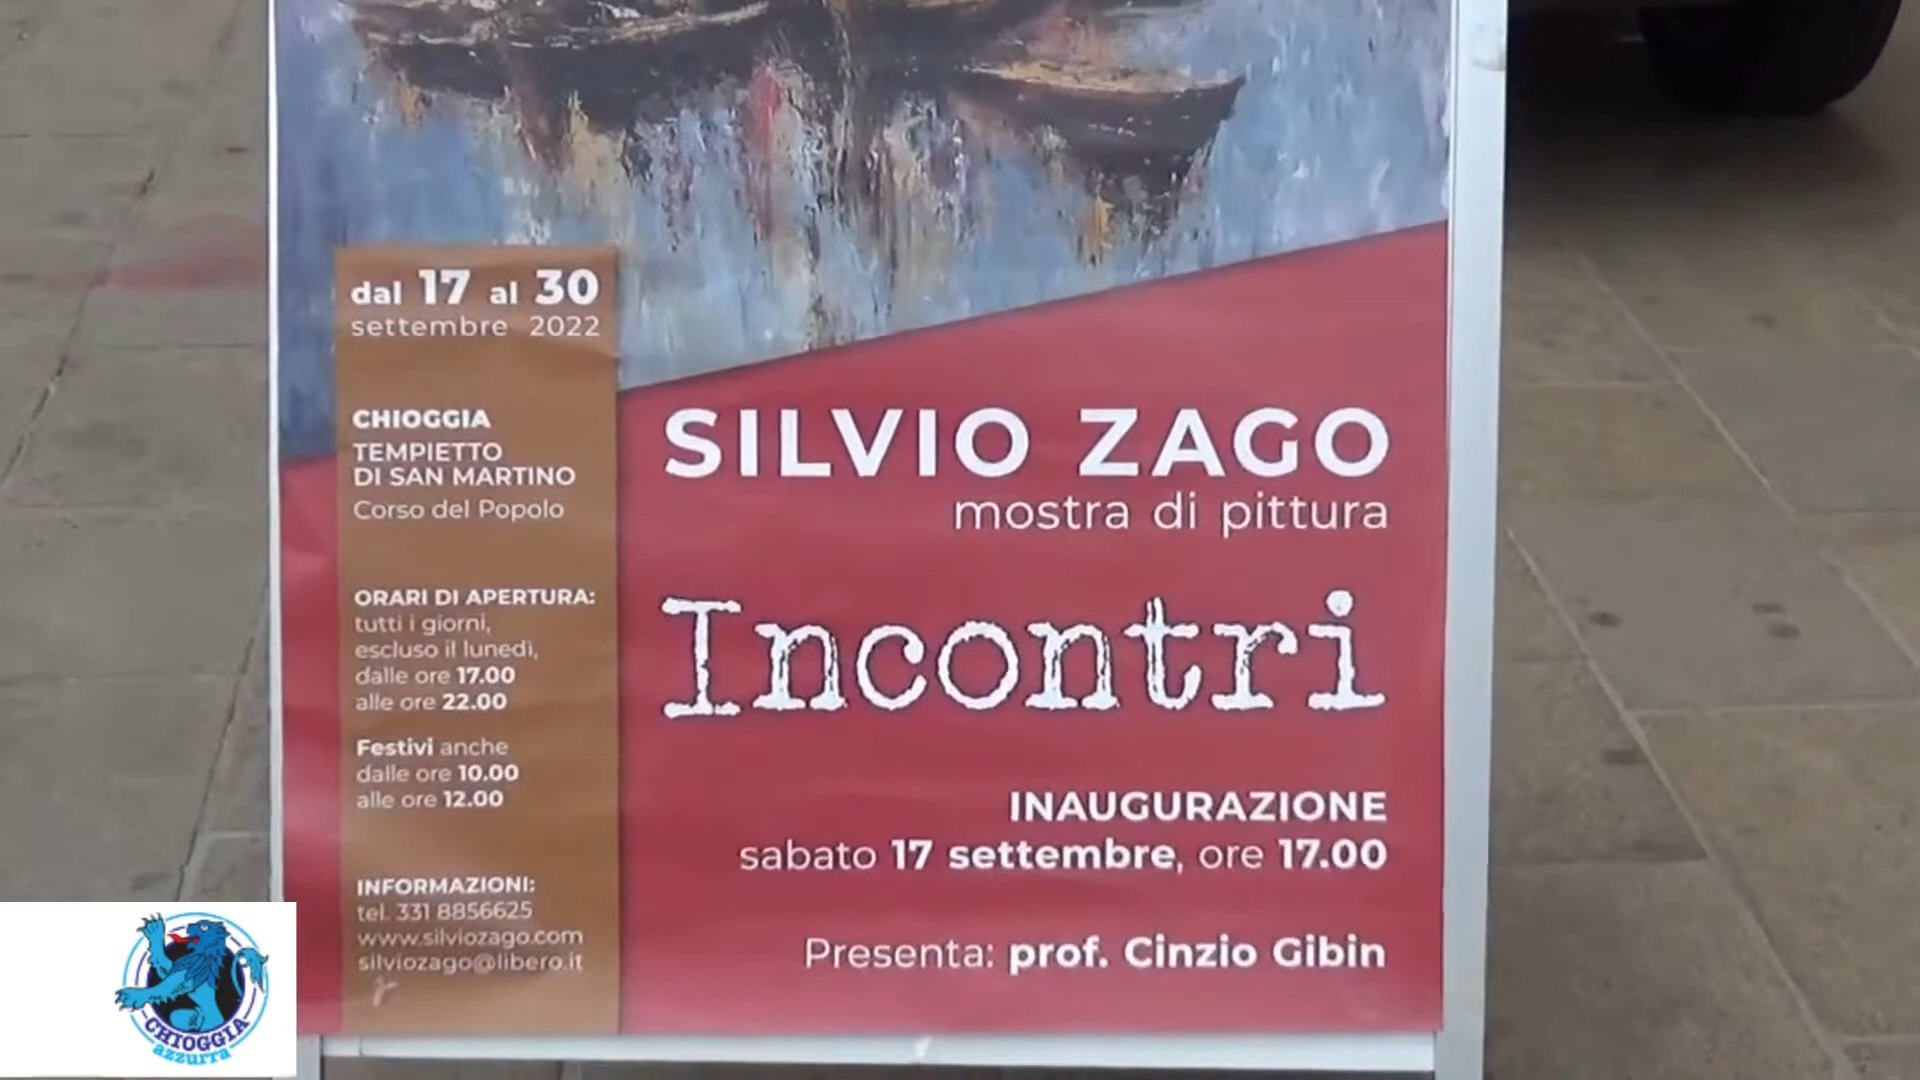 dal 17 al 30
settembre 2022
CHIOGGIA
TEMPIETTO
DI SAN MARTINO
Corso del Popolo
ORARI DI APERTURA:
tutti i giorni,
escluso il lunedì,
dalle ore 17.00
alle ore 22.00
Festivi anche
dalle ore 10.00
alle ore 12.00
INFORMAZIONI:
tel. 331 8856625
www.silviozago.com
silviozago@libero.it
SILVIO ZAGO
mostra di pittura
Incontri
INAUGURAZIONE
sabato 17 settembre, ore 17.00
Presenta: prof. Cinzio Gibin
CHIOGGIA
azzurra